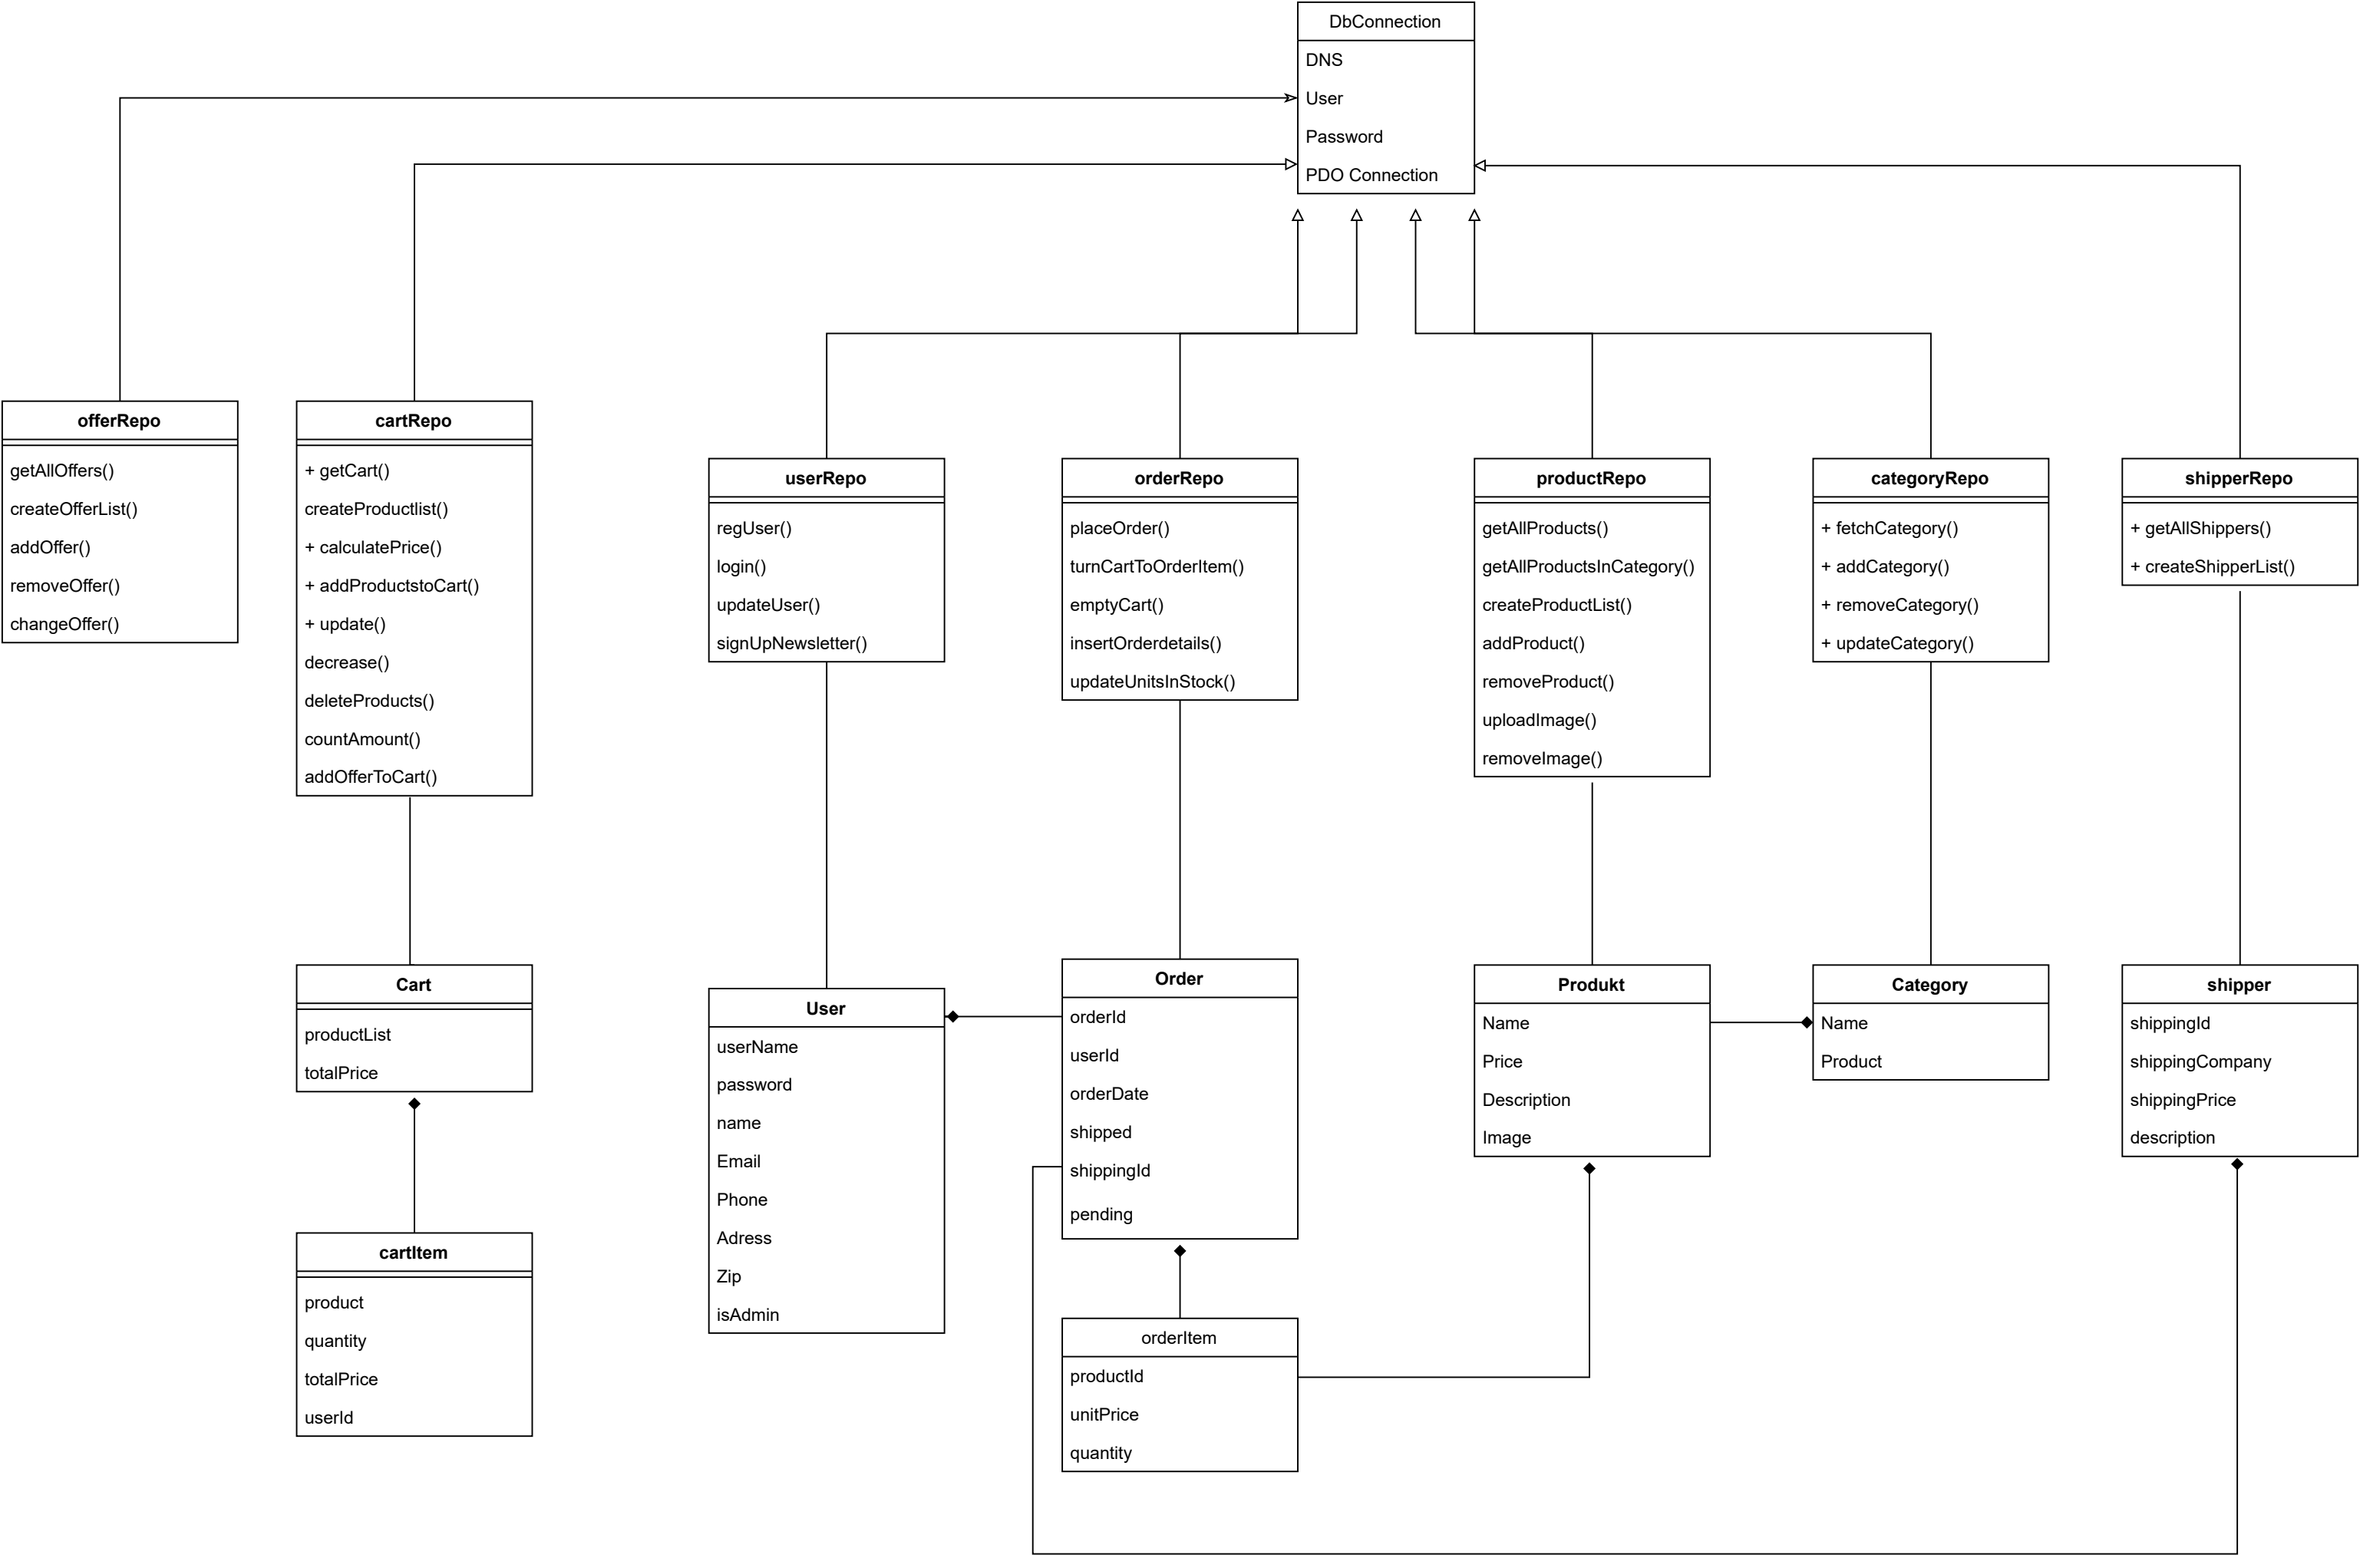 DbConnection
DNS
User
Password
PDO Connection
offerRepo
getAllOffers()
createOfferList()
addOffer()
removeOffer()
changeOffer()
cartRepo
+ getCart()
createProductlist()
+ calculatePrice()
+ addProductstoCart()
+ update()
decrease()
deleteProducts()
countAmount()
addOfferToCart()
userRepo
regUser()
login()
updateUser()
signUpNewsletter()
orderRepo
placeOrder()
turnCartToOrderItem()
emptyCart()
insertOrderdetails()
updateUnitsInStock()
productRepo
getAllProducts()
getAllProductsInCategory()
createProductList()
addProduct()
removeProduct()
uploadImage()
removeImage()
categoryRepo
+ fetchCategory()
+ addCategory()
+ removeCategory()
+ updateCategory()
shipperRepo
+ getAllShippers()
+ createShipperList()
Cart
productList
totalPrice
User
userName
password
name
Email
Phone
Adress
Zip
isAdmin
Order
orderId
userId
orderDate
shipped
shippingId
pending
Produkt
Name
Price
Description
Image
Category
Name
Product
shipper
shippingId
shippingCompany
shippingPrice
description
cartItem
product
quantity
totalPrice
userId
orderItem
productId
unitPrice
quantity